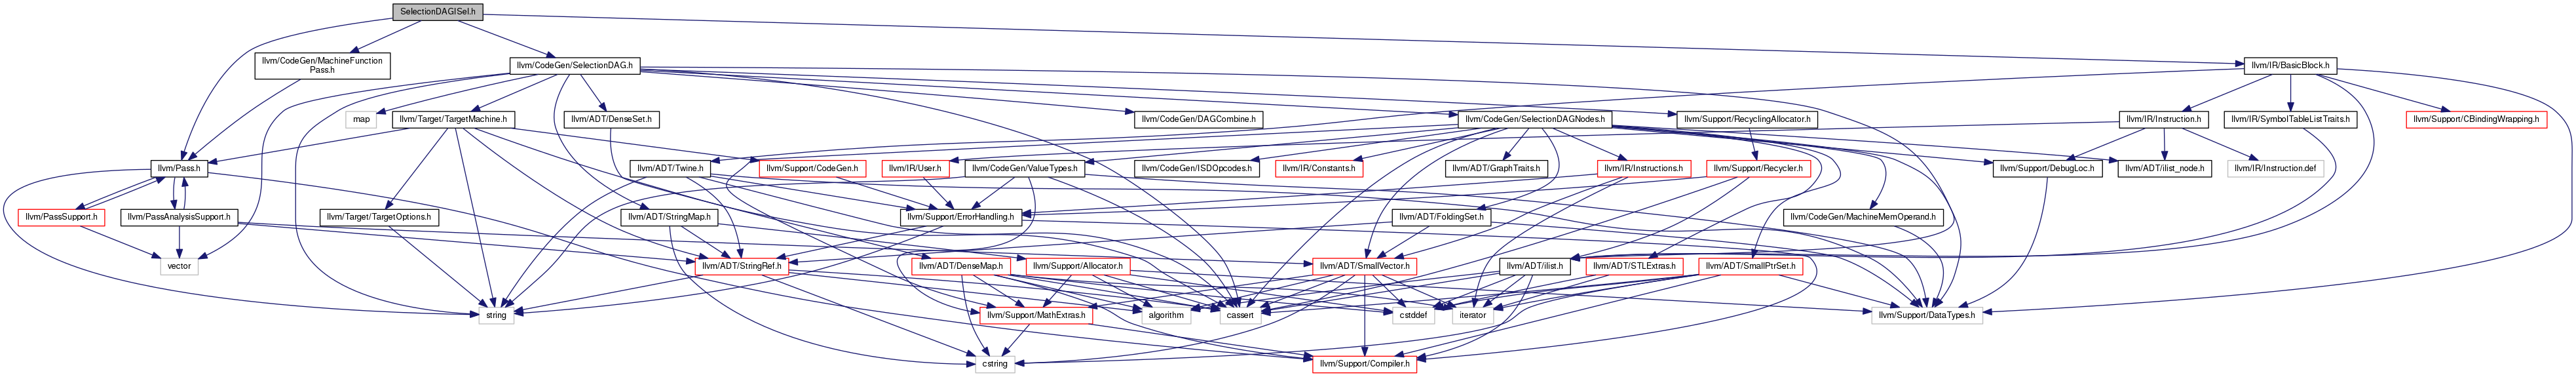 SelectionDAGISel.h
llvm/CodeGen/MachineFunction
Pass.h
llvm/CodeGen/SelectionDAG.h
llvm/IR/BasicBlock.h
map
llvm/Target/TargetMachine.h
llvm/ADT/DenseSet.h
llvm/CodeGen/DAGCombine.h
llvm/CodeGen/SelectionDAGNodes.h
llvm/Support/RecyclingAllocator.h
llvm/IR/Instruction.h
llvm/IR/SymbolTableListTraits.h
llvm/Support/CBindingWrapping.h
llvm/Pass.h
llvm/ADT/Twine.h
llvm/Support/CodeGen.h
llvm/IR/User.h
llvm/CodeGen/ValueTypes.h
llvm/CodeGen/ISDOpcodes.h
llvm/IR/Constants.h
llvm/ADT/GraphTraits.h
llvm/IR/Instructions.h
llvm/Support/Recycler.h
llvm/Support/DebugLoc.h
llvm/ADT/ilist_node.h
llvm/IR/Instruction.def
llvm/PassSupport.h
llvm/PassAnalysisSupport.h
llvm/Target/TargetOptions.h
llvm/ADT/StringMap.h
llvm/Support/ErrorHandling.h
llvm/ADT/FoldingSet.h
llvm/CodeGen/MachineMemOperand.h
vector
llvm/ADT/StringRef.h
llvm/ADT/DenseMap.h
llvm/Support/Allocator.h
llvm/ADT/SmallVector.h
llvm/ADT/ilist.h
llvm/ADT/STLExtras.h
llvm/ADT/SmallPtrSet.h
string
llvm/Support/MathExtras.h
algorithm
cassert
cstddef
iterator
llvm/Support/DataTypes.h
cstring
llvm/Support/Compiler.h